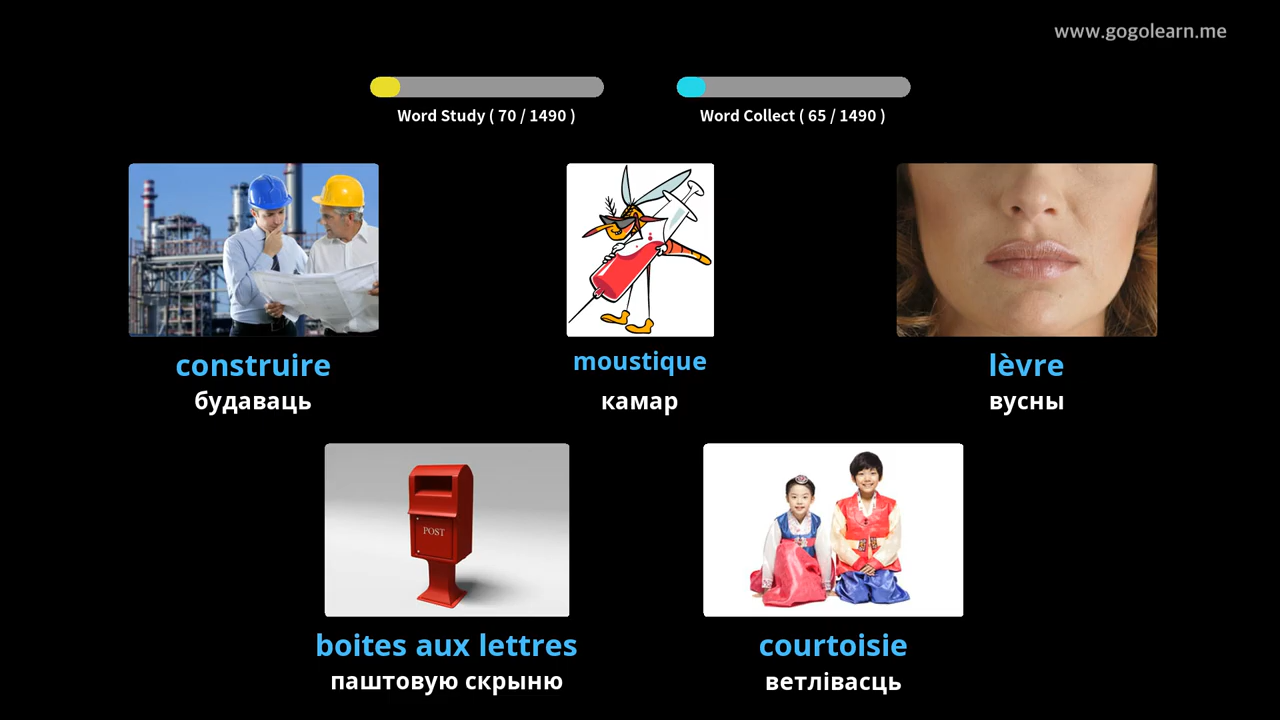 www.gogolearn.me
Word Study ( 70 / 1490 )
Word Collect ( 65 / 1490 )
construire
будаваць
moustique
камар
lèvre
вусны
POST
boites aux lettres
паштовую скрыню
courtoisie
ветлівасць